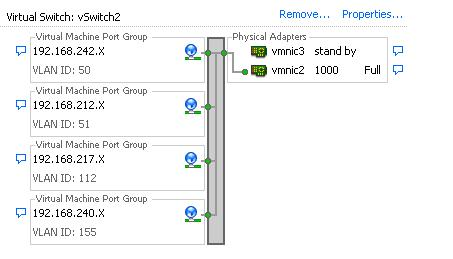 Virtual Switch: vSwitch2
Remove... Properties...
Virtual Machine Port Group
192.168.242.X
VLAN ID: 50
Physical Adapters
vmnic3 stand by
vmnic2 1000 Full
Virtual Machine Port Group
192.168.212.X
VLAN ID: 51
Virtual Machine Port Group
192.168.217.X
VLAN ID: 112
Virtual Machine Port Group
192.168.240.X
VLAN ID: 155